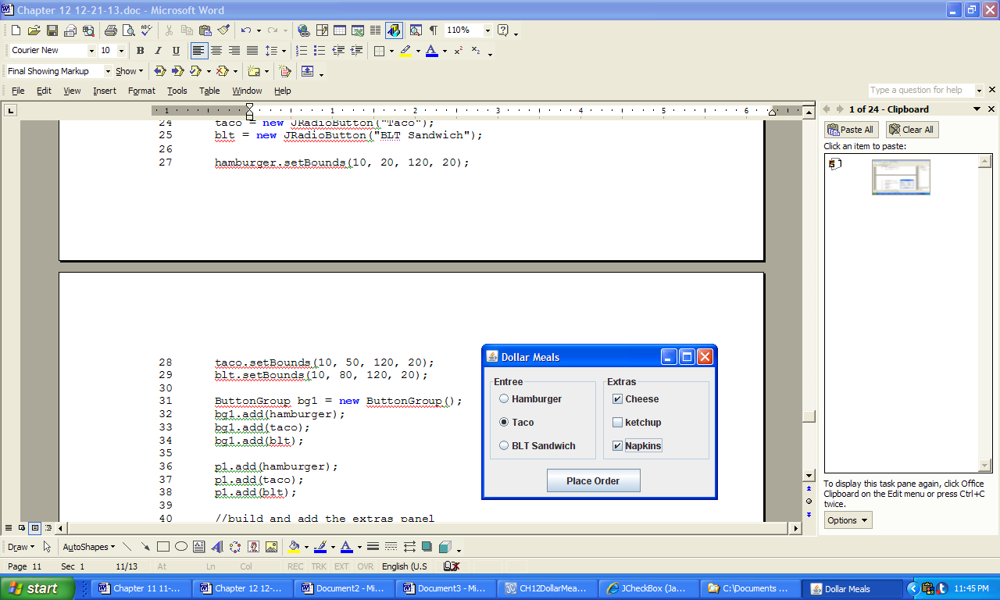 Chapter 12 12-21-13.doc - Microsoft Word
110%
Courier New 10 B I U
Final Showing Markup Show
File Edit View Insert Format Tools Table Window Help Type a question for help
1 1 2 3 4 5 6
1 of 24 - Clipboard
Paste All Clear All
Click an item to paste:
24 taco = new JRadioButton("Taco");
25 blt = new JRadioButton("BLT Sandwich");
26
27 hamburger.setBounds(10, 20, 120, 20);
28 taco.setBounds(10, 50, 120, 20);
29 blt.setBounds(10, 80, 120, 20);
30
31 ButtonGroup bg1 = new ButtonGroup();
32 bg1.add(hamburger);
33 bg1.add(taco);
34 bg1.add(blt);
35
36 p1.add(hamburger);
37 p1.add(taco);
38 p1.add(blt);
39
40 //build and add the extras panel
Dollar Meals
Entree Extras
Hamburger Cheese
Taco ketchup
BLT Sandwich Napkins
Place Order
To display this task pane again, click Office
Clipboard on the Edit menu or press Ctrl+C
twice.
Options
Draw AutoShapes
Page 11 Sec 1 11/13 At Ln Col REC TRK EXT OVR English (U.S
start Chapter 11 11-... Chapter 12 12-... Document2 - Mi... Document3 - Mi... CH12DollarMea... JCheckBox (Ja... C:\Documents ... Dollar Meals 11:45 PM